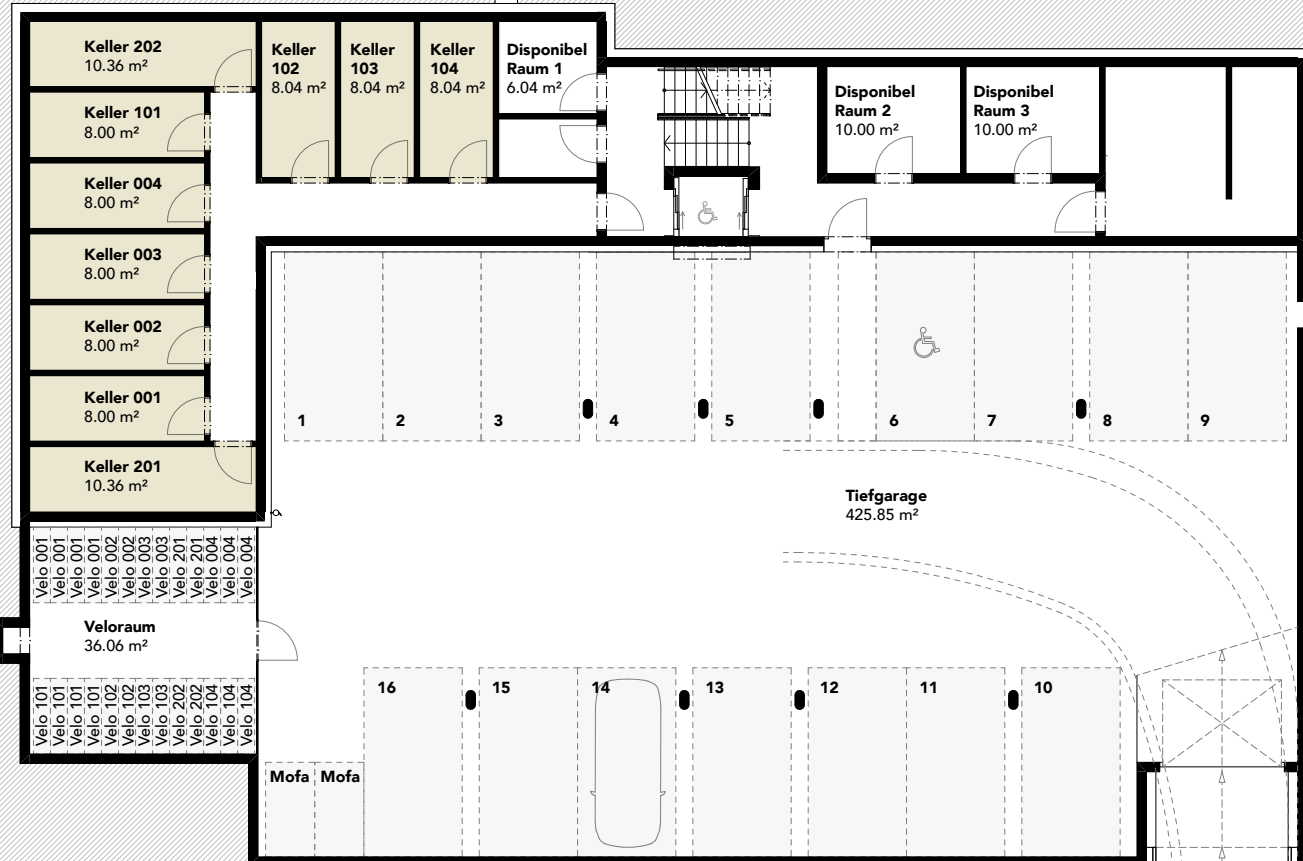 Keller 202
10.36 m²
Keller
102
8.04 m²
Keller
103
8.04 m²
Keller
104
8.04 m²
Disponibel
Raum 1
6.04 m²
Disponibel
Raum 2
10.00 m²
Disponibel
Raum 3
10.00 m²
Keller 101
8.00 m²
Keller 004
8.00 m²
Keller 003
8.00 m²
Keller 002
8.00 m²
Keller 001
8.00 m²
Keller 201
10.36 m²
1
2
3
4
5
6
7
8
9
Tiefgarage
425.85 m²
Velo 001
Velo 001
Velo 001
Velo 001
Velo 002
Velo 002
Velo 003
Velo 003
Velo 201
Velo 201
Velo 004
Velo 004
Velo 004
Veloraum
36.06 m²
Velo 101
Velo 101
Velo 101
Velo 101
Velo 102
Velo 102
Velo 103
Velo 103
Velo 202
Velo 202
Velo 104
Velo 104
Velo 104
16
15
14
13
12
11
10
Mofa
Mofa